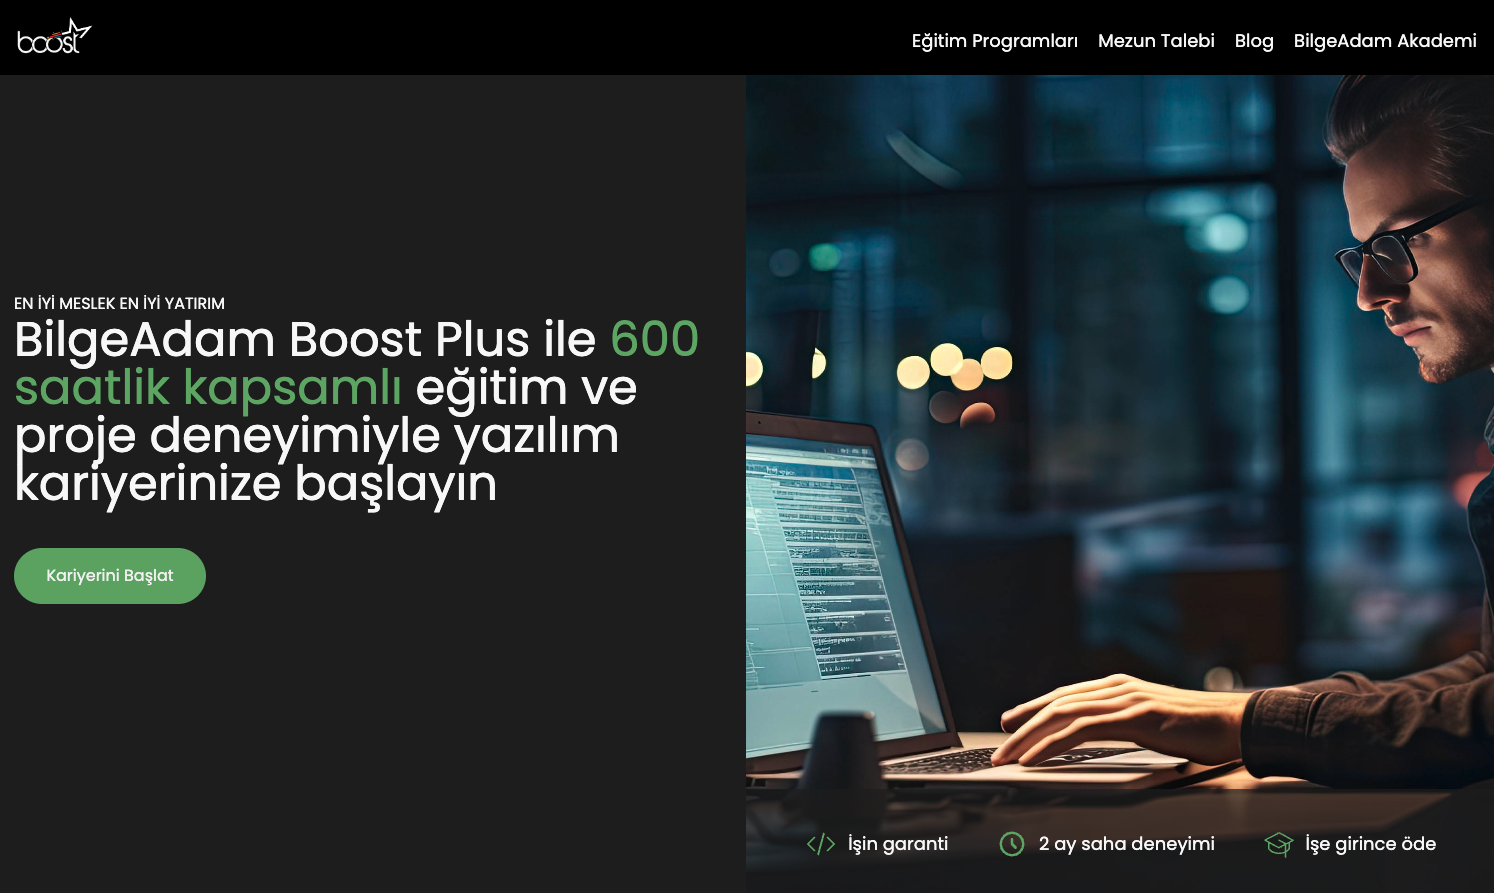 boost
Eğitim Programları Mezun Talebi Blog BilgeAdam Akademi
EN İYİ MESLEK EN İYİ YATIRIM
BilgeAdam Boost Plus ile 600
saatlik kapsamlı eğitim ve
proje deneyimiyle yazılım
kariyerinize başlayın
Kariyerini Başlat
İşin garanti
2 ay saha deneyimi
İşe girince öde